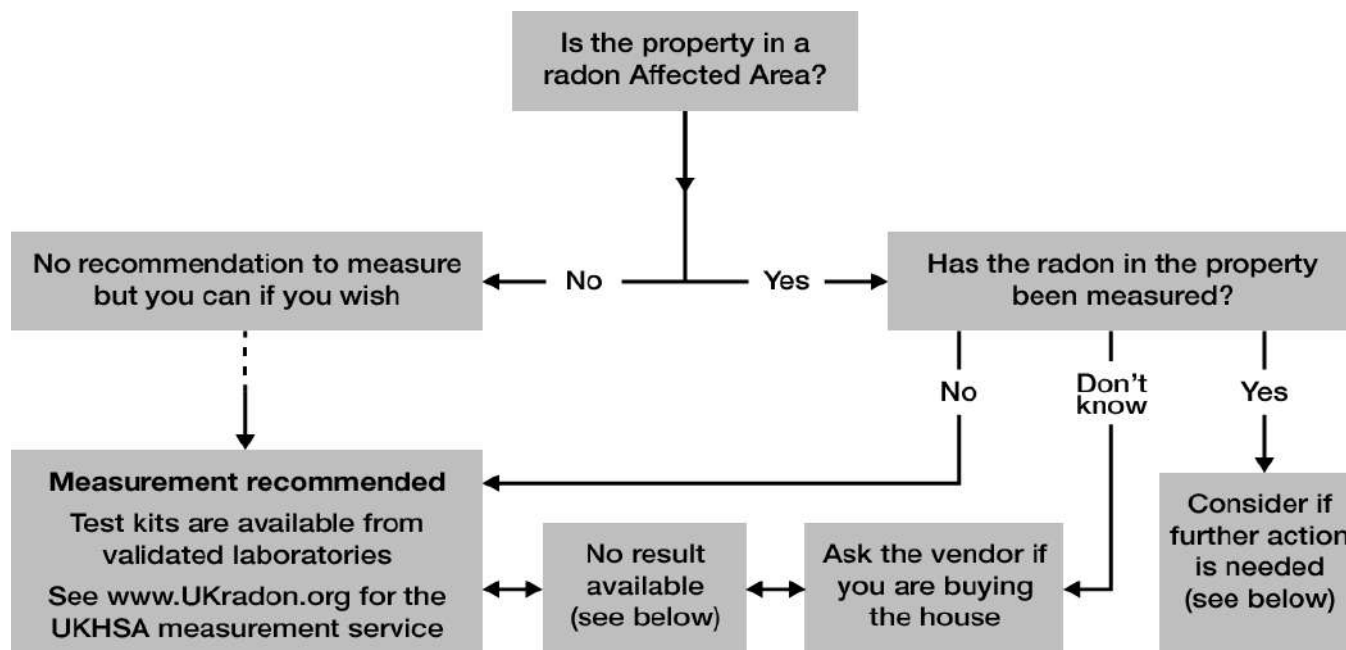 Is the property in a
radon Affected Area?
No recommendation to measure
but you can if you wish
No
Yes
Has the radon in the property
been measured?
No
Don't
know
Yes
Measurement recommended
Test kits are available from
validated laboratories
See www.UKradon.org for the
UKHSA measurement service
No result
available
(see below)
Ask the vendor if
you are buying
the house
Consider if
further action
is needed
(see below)